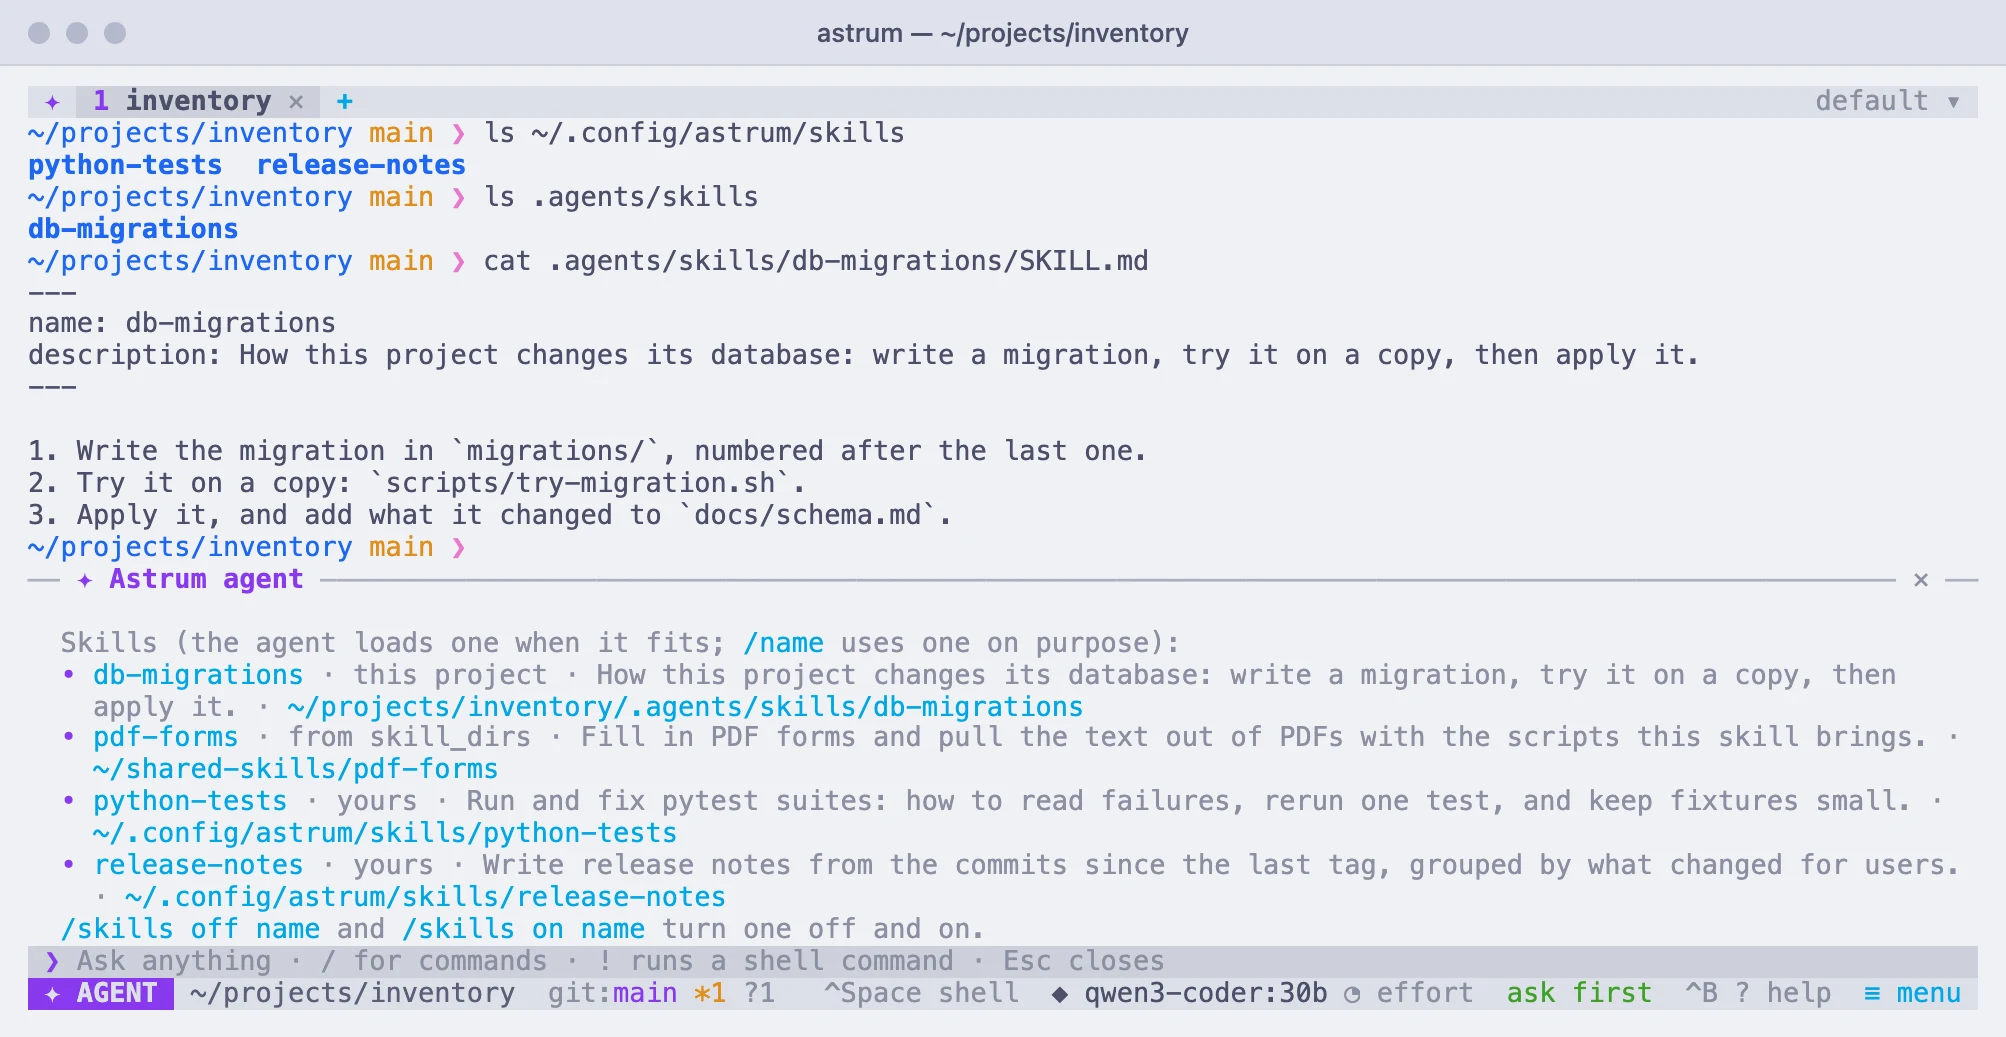 astrum — ~/projects/inventory
✦ 1 inventory × + default ▾
~/projects/inventory main ❯ ls ~/.config/astrum/skills
python-tests  release-notes
~/projects/inventory main ❯ ls .agents/skills
db-migrations
~/projects/inventory main ❯ cat .agents/skills/db-migrations/SKILL.md
---
name: db-migrations
description: How this project changes its database: write a migration, try it on a copy, then apply it.
---
1. Write the migration in `migrations/`, numbered after the last one.
2. Try it on a copy: `scripts/try-migration.sh`.
3. Apply it, and add what it changed to `docs/schema.md`.
~/projects/inventory main ❯
✦ Astrum agent ×
Skills (the agent loads one when it fits; /name uses one on purpose):
• db-migrations · this project · How this project changes its database: write a migration, try it on a copy, then
apply it. · ~/projects/inventory/.agents/skills/db-migrations
• pdf-forms · from skill_dirs · Fill in PDF forms and pull the text out of PDFs with the scripts this skill brings. ·
~/shared-skills/pdf-forms
• python-tests · yours · Run and fix pytest suites: how to read failures, rerun one test, and keep fixtures small. ·
~/.config/astrum/skills/python-tests
• release-notes · yours · Write release notes from the commits since the last tag, grouped by what changed for users.
· ~/.config/astrum/skills/release-notes
/skills off name and /skills on name turn one off and on.
❯ Ask anything · / for commands · ! runs a shell command · Esc closes
✦ AGENT ~/projects/inventory git:main *1 ?1 ^Space shell ◆ qwen3-coder:30b ◔ effort ask first ^B ? help ≡ menu